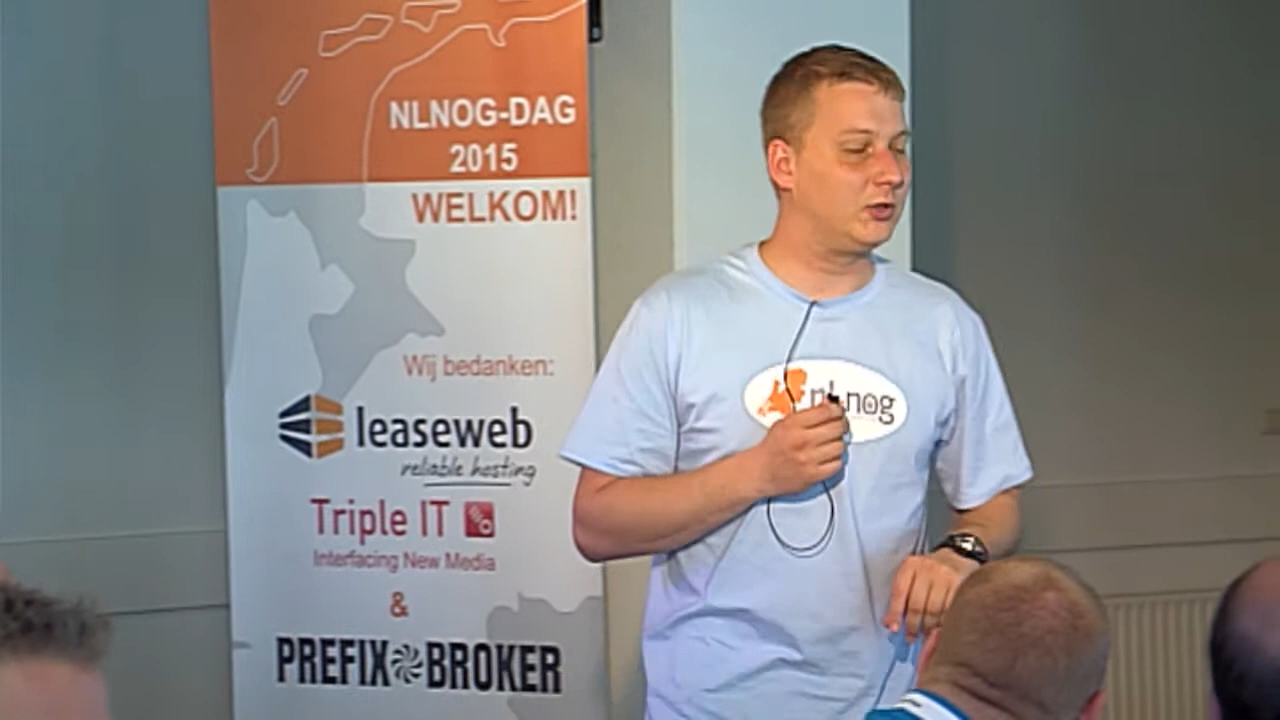 NLNOG-DAG
2015
WELKOM!
Wij bedanken:
leaseweb
reliable hosting
Triple IT
Interfacing New Media
&
PREFIX BROKER
nlnog